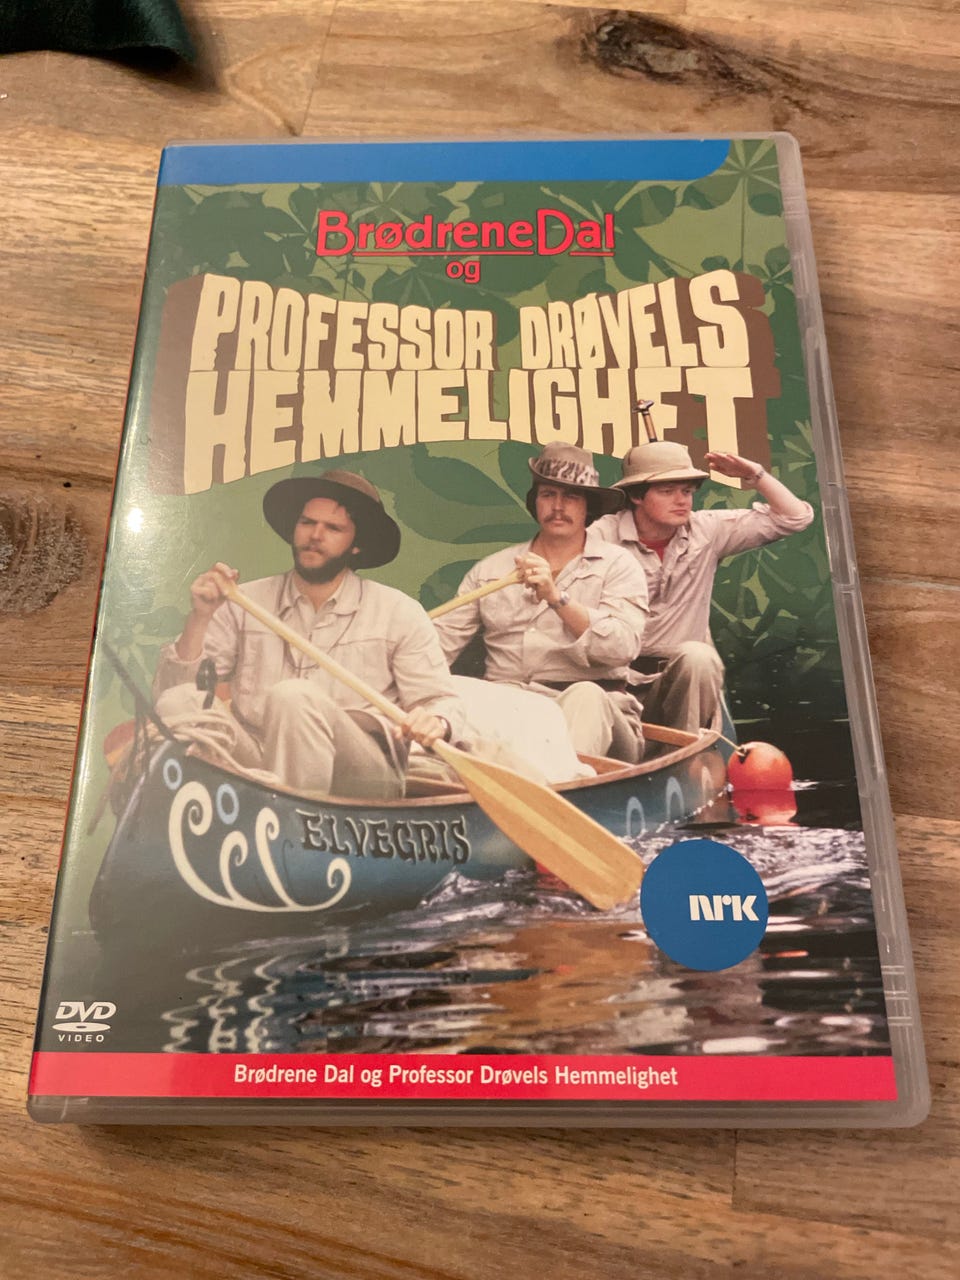 BrødreneDal
og
PROFESSOR DRØVELS
HEMMELIGHET
ELVEGRIS
nrk
DVD
VIDEO
Brødrene Dal og Professor Drøvels Hemmelighet